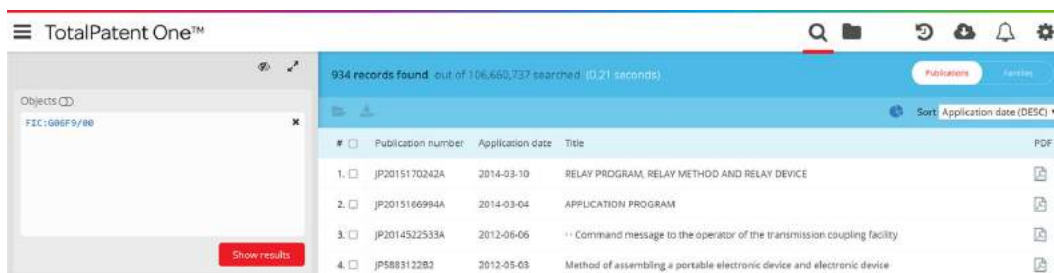 TotalPatent One™
934 records found out of 106,660,737 searched (0.21 seconds)
Publications Families
Objects
FIC:G06F9/00
Sort: Application date (DESC)
# Publication number Application date Title PDF
1. JP2015170242A 2014-03-10 RELAY PROGRAM, RELAY METHOD AND RELAY DEVICE
2. JP2015166994A 2014-03-04 APPLICATION PROGRAM
3. JP2014522533A 2012-06-06 ·· Command message to the operator of the transmission coupling facility
4. JP5883122B2 2012-05-03 Method of assembling a portable electronic device and electronic device
Show results